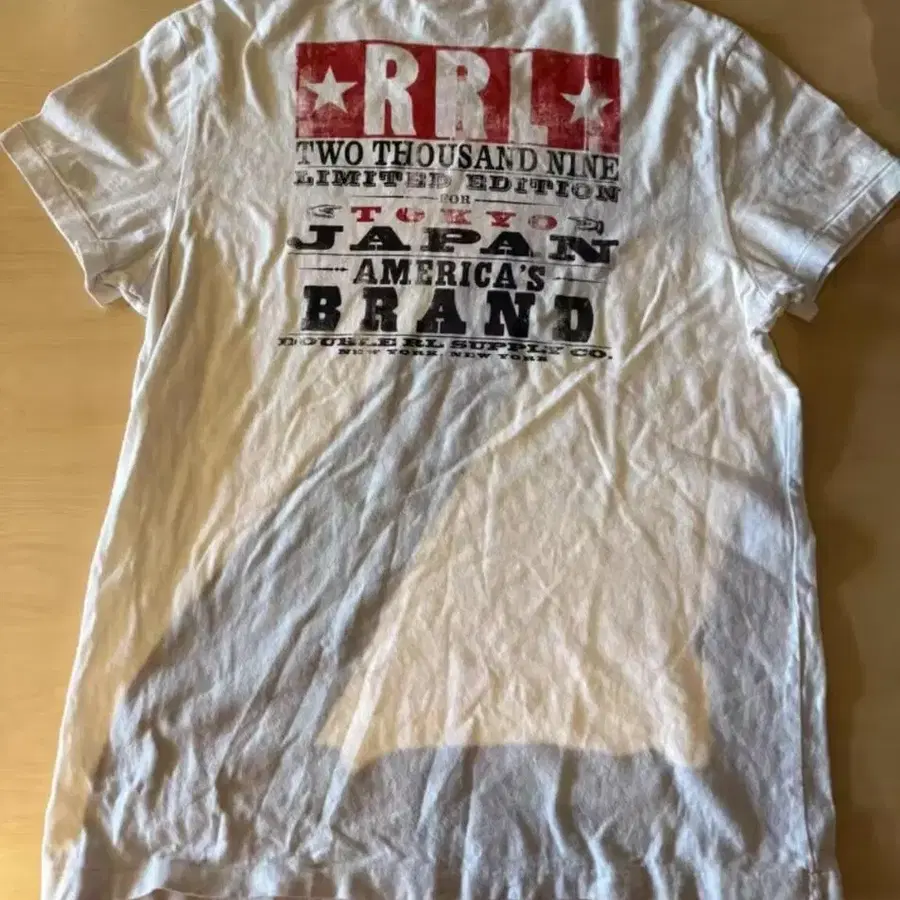 RRL
TWO THOUSAND NINE
LIMITED EDITION
FOR
TOKYO
JAPAN
AMERICA'S
BRAND
DOUBLE RL SUPPLY CO.
NEW YORK, NEW YORK